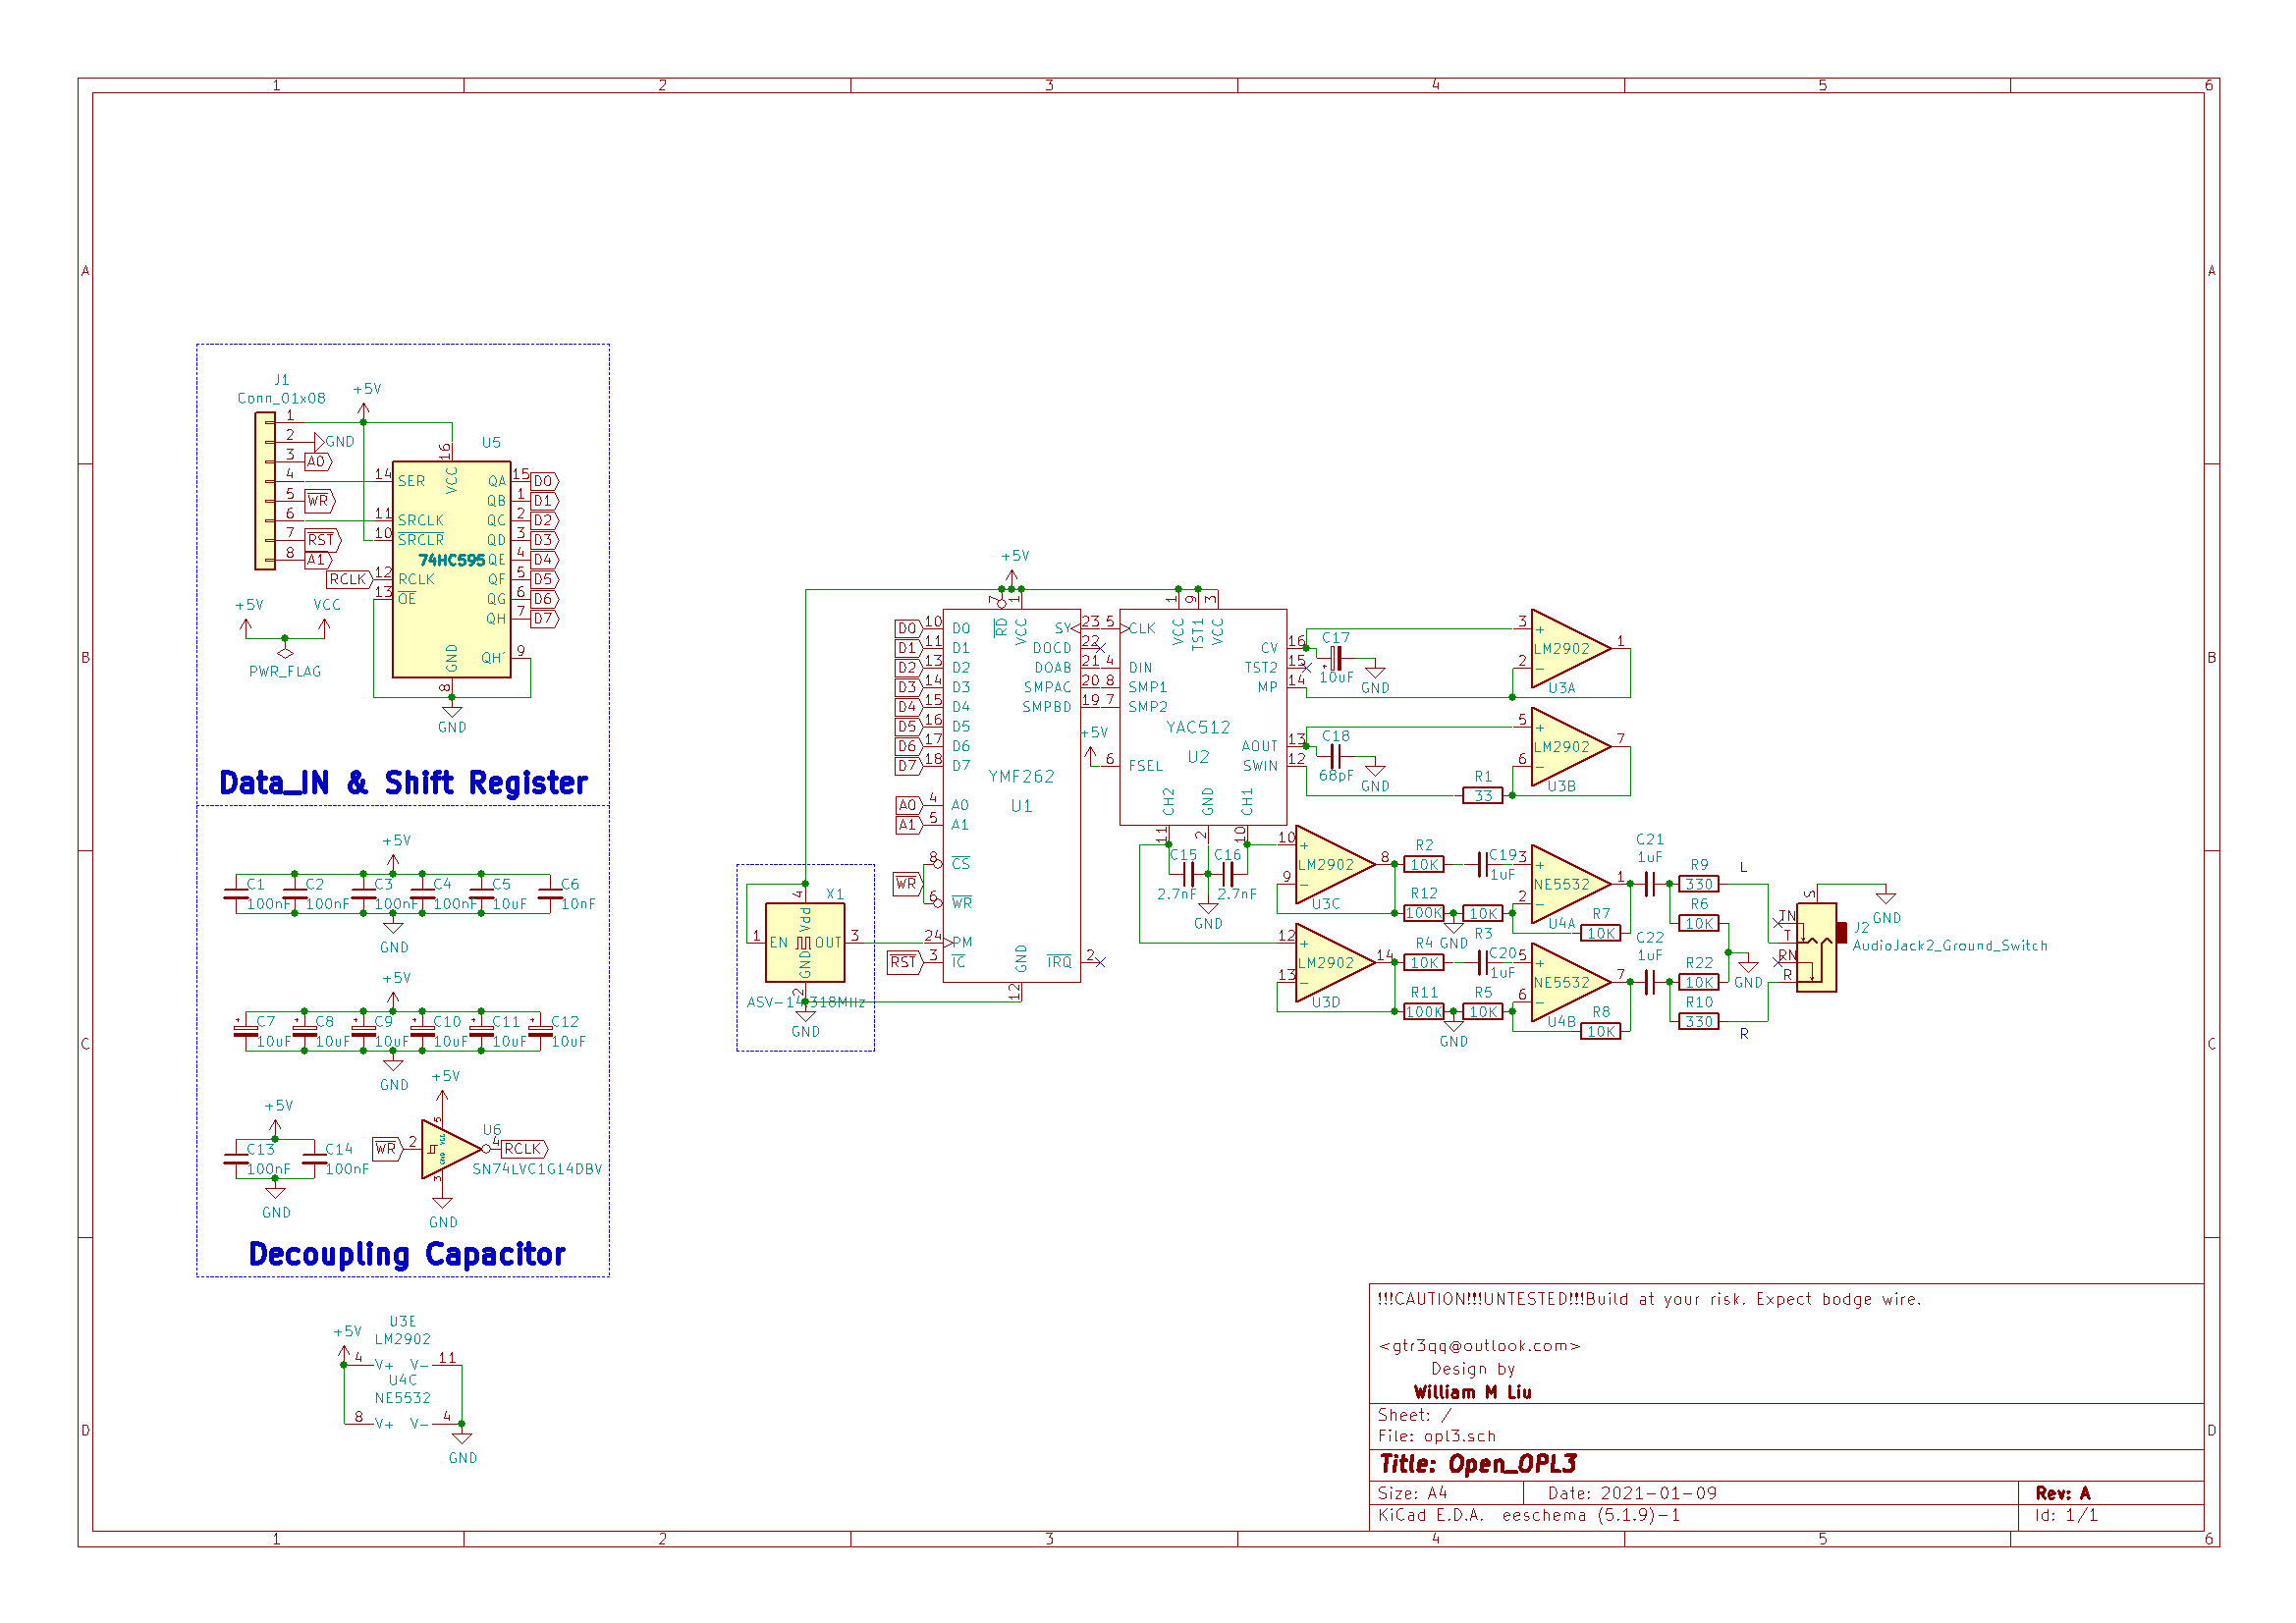 1 2 3 4 5 6
A A
B B
C C
D D
J1
Conn_01x08
+5V
1
2 GND
3 A0
4
5 WR
6
7 RST
8 A1
U5
16 VCC
14 SER
11 SRCLK
10 SRCLR
74HC595
RCLK 12 RCLK
13 OE
QA 15 D0
QB 1 D1
QC 2 D2
QD 3 D3
QE 4 D4
QF 5 D5
QG 6 D6
QH 7 D7
QH' 9
GND 8
GND
+5V VCC
PWR_FLAG
Data_IN & Shift Register
+5V
C1 C2 C3 C4 C5 C6
100nF 100nF 100nF 100nF 10uF 10nF
GND
+5V
C7 C8 C9 C10 C11 C12
10uF 10uF 10uF 10uF 10uF 10uF
GND
+5V
C13 C14
100nF 100nF
GND
+5V
U6
WR 2 4 RCLK
5 VCC
3 GND
SN74LVC1G14DBV
GND
Decoupling Capacitor
U3E
LM2902
+5V
4 V+ V- 11
U4C
NE5532
8 V+ V- 4
GND
X1
4 Vdd
1 EN OUT 3
GND 2
ASV-14.318MHz
GND
+5V
7 RD
1 VCC
D0 10 D0
D1 11 D1
D2 13 D2
D3 14 D3
D4 15 D4
D5 16 D5
D6 17 D6
D7 18 D7
A0 4 A0
A1 5 A1
8 CS
WR
6 WR
24 PM
RST 3 IC
SY 23
DOCD 22
DOAB 21
SMPAC 20
SMPBD 19
YMF262
U1
IRQ 2
GND 12
1 VCC
9 TST1
3 VCC
5 CLK
4 DIN
8 SMP1
7 SMP2
+5V
6 FSEL
YAC512
U2
CV 16
TST2 15
MP 14
AOUT 13
SWIN 12
CH2 11
GND 2
CH1 10
C15 C16
2.7nF 2.7nF
GND
C17
10uF
GND
C18
68pF
GND
3 + 1
LM2902
2 -
U3A
5 + 7
LM2902
6 -
U3B
R1
33
10 + 8
LM2902
9 -
U3C
12 + 14
LM2902
13 -
U3D
R2
10K
R12
100K
C19
1uF
10K
R3
GND
R4
10K
R11
100K
C20
1uF
R5
10K
GND
3 + 1
NE5532
2 -
U4A
R7
10K
5 + 7
NE5532
6 -
U4B
R8
10K
C21
1uF
C22
1uF
R9
330
R6
10K
R22
10K
R10
330
L
R
GND
S
GND
TN
T
RN
R
J2
AudioJack2_Ground_Switch
!!!CAUTION!!!UNTESTED!!!Build at your risk. Expect bodge wire.
<gtr3qq@outlook.com>
Design by
William M Liu
Sheet: /
File: opl3.sch
Title: Open_OPL3
Size: A4 Date: 2021-01-09 Rev: A
KiCad E.D.A. eeschema (5.1.9)-1 Id: 1/1
1 2 3 4 5 6